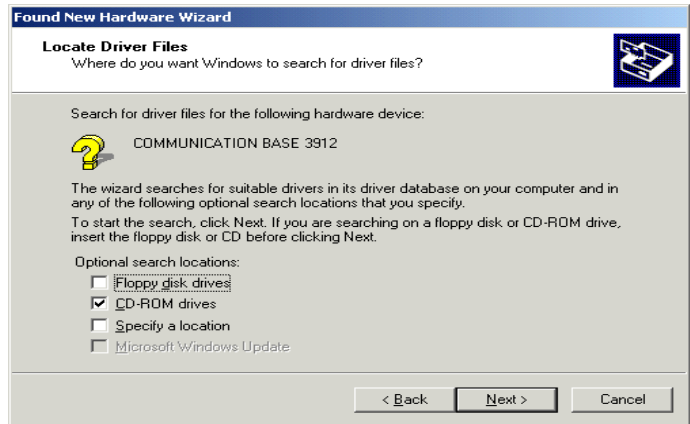 Found New Hardware Wizard
Locate Driver Files
Where do you want Windows to search for driver files?
Search for driver files for the following hardware device:
COMMUNICATION BASE 3912
The wizard searches for suitable drivers in its driver database on your computer and in
any of the following optional search locations that you specify.
To start the search, click Next. If you are searching on a floppy disk or CD-ROM drive,
insert the floppy disk or CD before clicking Next.
Optional search locations:
Floppy disk drives
CD-ROM drives
Specify a location
Microsoft Windows Update
< Back Next > Cancel